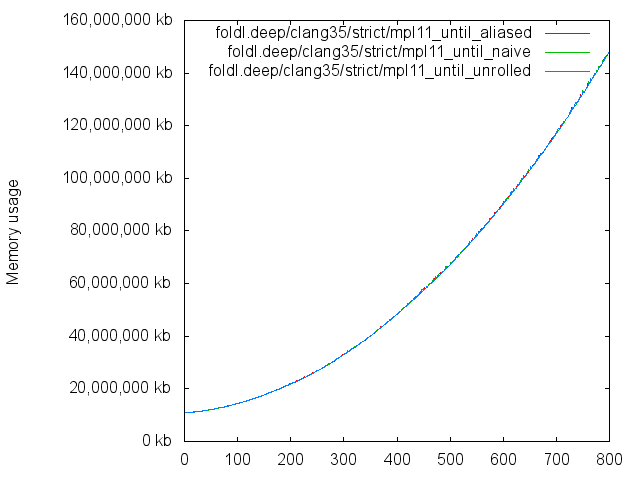 160,000,000 kb
foldl.deep/clang35/strict/mpl11_until_aliased
foldl.deep/clang35/strict/mpl11_until_naive
foldl.deep/clang35/strict/mpl11_until_unrolled
140,000,000 kb
120,000,000 kb
100,000,000 kb
80,000,000 kb
60,000,000 kb
40,000,000 kb
20,000,000 kb
0 kb
Memory usage
0 100 200 300 400 500 600 700 800